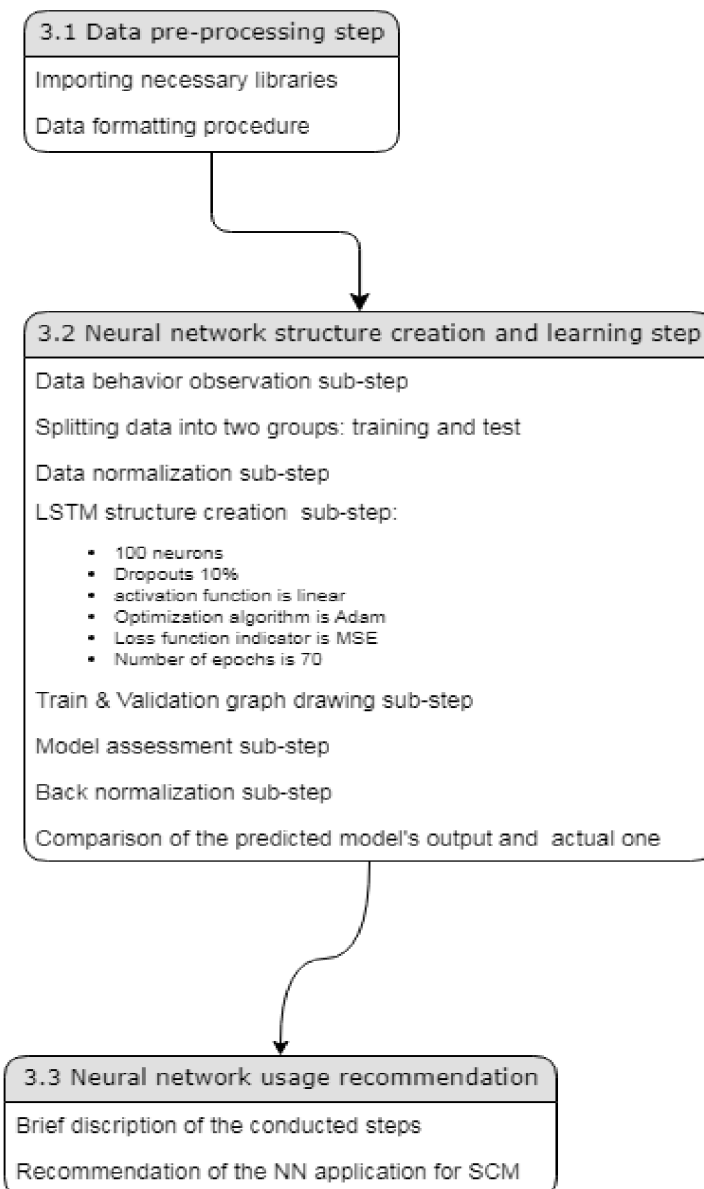 3.1 Data pre-processing step
Importing necessary libraries
Data formatting procedure
3.2 Neural network structure creation and learning step
Data behavior observation sub-step
Splitting data into two groups: training and test
Data normalization sub-step
LSTM structure creation  sub-step:
• 100 neurons
• Dropouts 10%
• activation function is linear
• Optimization algorithm is Adam
• Loss function indicator is MSE
• Number of epochs is 70
Train & Validation graph drawing sub-step
Model assessment sub-step
Back normalization sub-step
Comparison of the predicted model's output and  actual one
3.3 Neural network usage recommendation
Brief discription of the conducted steps
Recommendation of the NN application for SCM